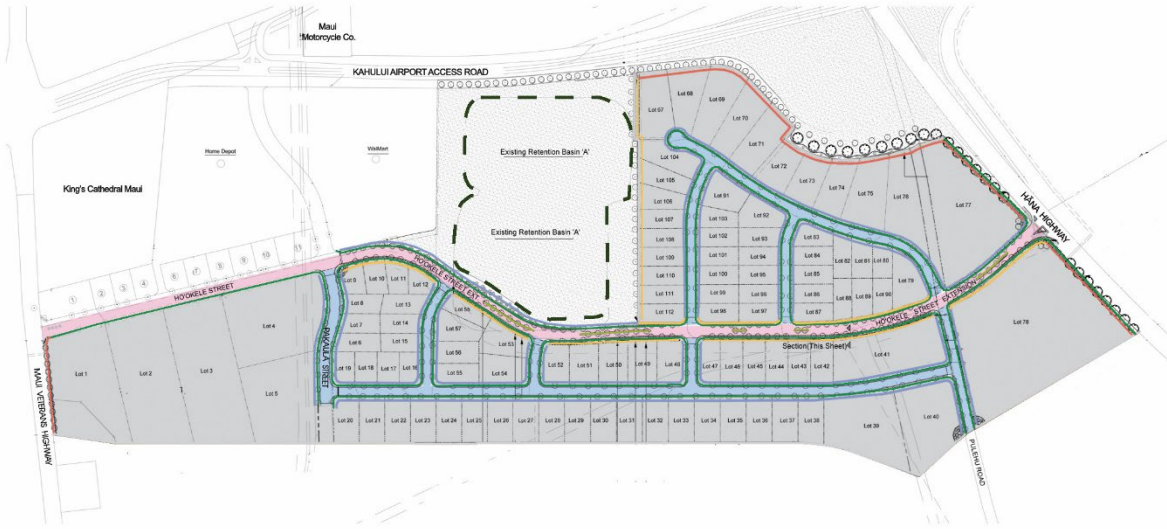 Maui
Motorcycle Co.
KAHULUI AIRPORT ACCESS ROAD
Home Depot
WalMart
King's Cathedral Maui
Existing Retention Basin 'A'
Existing Retention Basin 'A'
HANA HIGHWAY
HO'OKELE STREET
HO'OKELE STREET EXT.
HO'OKELE STREET EXTENSION
PAKAULA STREET
MAUI VETERANS HIGHWAY
PULEHU ROAD
Section(This Sheet)
1
2
3
4
6
7
8
9
10
11
Lot 67
Lot 68
Lot 69
Lot 70
Lot 71
Lot 72
Lot 73
Lot 74
Lot 75
Lot 76
Lot 77
Lot 104
Lot 105
Lot 106
Lot 107
Lot 108
Lot 109
Lot 110
Lot 111
Lot 112
Lot 91
Lot 92
Lot 103
Lot 102
Lot 101
Lot 100
Lot 99
Lot 98
Lot 93
Lot 94
Lot 95
Lot 96
Lot 97
Lot 83
Lot 84
Lot 85
Lot 86
Lot 87
Lot 82
Lot 81
Lot 80
Lot 79
Lot 88
Lot 89
Lot 90
Lot 78
Lot 1
Lot 2
Lot 3
Lot 4
Lot 5
Lot 9
Lot 10
Lot 11
Lot 12
Lot 8
Lot 13
Lot 7
Lot 14
Lot 6
Lot 15
Lot 19
Lot 18
Lot 17
Lot 16
Lot 58
Lot 57
Lot 56
Lot 55
Lot 54
Lot 53
Lot 52
Lot 51
Lot 50
Lot 49
Lot 48
Lot 47
Lot 46
Lot 45
Lot 44
Lot 43
Lot 42
Lot 41
Lot 20
Lot 21
Lot 22
Lot 23
Lot 24
Lot 25
Lot 26
Lot 27
Lot 28
Lot 29
Lot 30
Lot 31
Lot 32
Lot 33
Lot 34
Lot 35
Lot 36
Lot 37
Lot 38
Lot 39
Lot 40